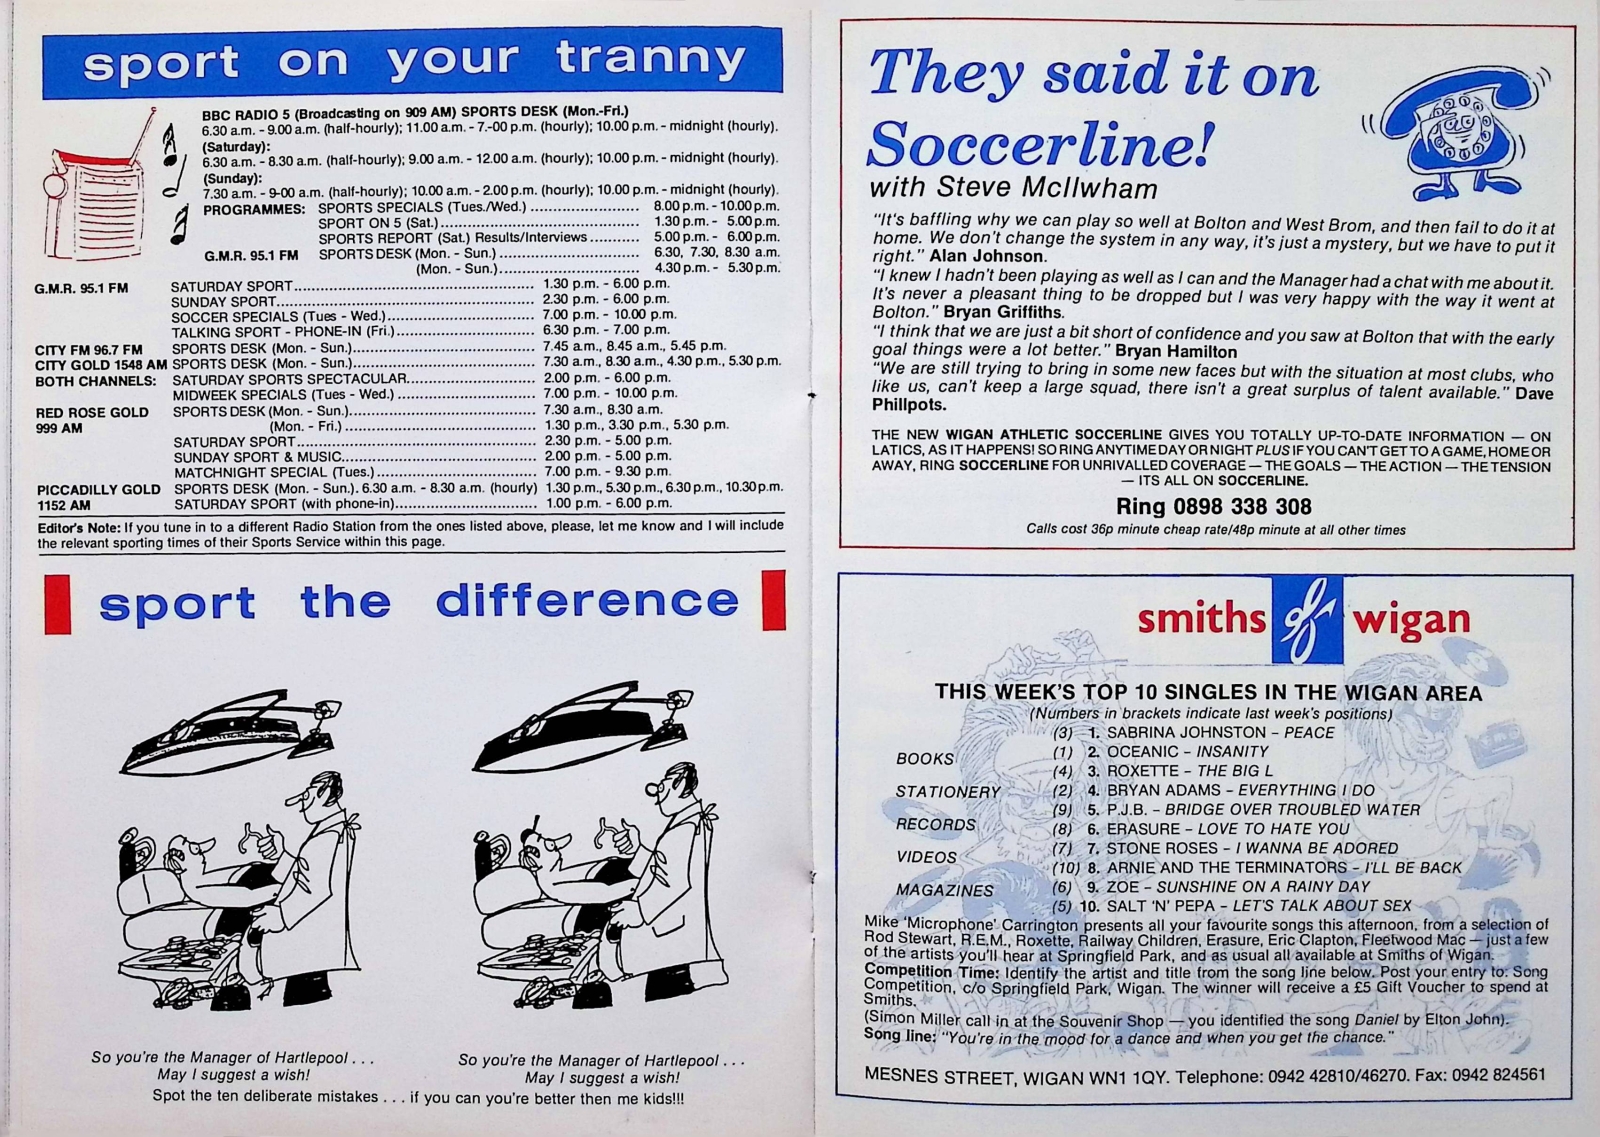 sport on your tranny
BBC RADIO 5 (Broadcasting on 909 AM) SPORTS DESK (Mon.-Fri.)
6.30 a.m. - 9.00 a.m. (half-hourly); 11.00 a.m. - 7.-00 p.m. (hourly); 10.00 p.m. - midnight (hourly).
(Saturday):
6.30 a.m. - 8.30 a.m. (half-hourly); 9.00 a.m. - 12.00 a.m. (hourly); 10.00 p.m. - midnight (hourly).
(Sunday):
7.30 a.m. - 9-00 a.m. (half-hourly); 10.00 a.m. - 2.00 p.m. (hourly); 10.00 p.m. - midnight (hourly).
PROGRAMMES: SPORTS SPECIALS (Tues./Wed.) ........................ 8.00 p.m. - 10.00 p.m.
SPORT ON 5 (Sat.) ........................ 1.30 p.m. - 5.00 p.m.
SPORTS REPORT (Sat.) Results/Interviews ........... 5.00 p.m. - 6.00 p.m.
G.M.R. 95.1 FM SPORTS DESK (Mon. - Sun.) ........................ 6.30, 7.30, 8.30 a.m.
(Mon. - Sun.) ........................ 4.30 p.m. - 5.30 p.m.
G.M.R. 95.1 FM SATURDAY SPORT ........................ 1.30 p.m. - 6.00 p.m.
SUNDAY SPORT ........................ 2.30 p.m. - 6.00 p.m.
SOCCER SPECIALS (Tues - Wed.) ........................ 7.00 p.m. - 10.00 p.m.
TALKING SPORT - PHONE-IN (Fri.) ........................ 6.30 p.m. - 7.00 p.m.
CITY FM 96.7 FM SPORTS DESK (Mon. - Sun.) ........................ 7.45 a.m., 8.45 a.m., 5.45 p.m.
CITY GOLD 1548 AM SPORTS DESK (Mon. - Sun.) ........................ 7.30 a.m., 8.30 a.m., 4.30 p.m., 5.30 p.m.
BOTH CHANNELS: SATURDAY SPORTS SPECTACULAR ........................ 2.00 p.m. - 6.00 p.m.
MIDWEEK SPECIALS (Tues - Wed.) ........................ 7.00 p.m. - 10.00 p.m.
RED ROSE GOLD SPORTS DESK (Mon. - Sun.) ........................ 7.30 a.m., 8.30 a.m.
999 AM (Mon. - Fri.) ........................ 1.30 p.m., 3.30 p.m., 5.30 p.m.
SATURDAY SPORT ........................ 2.30 p.m. - 5.00 p.m.
SUNDAY SPORT & MUSIC ........................ 2.00 p.m. - 5.00 p.m.
MATCHNIGHT SPECIAL (Tues.) ........................ 7.00 p.m. - 9.30 p.m.
PICCADILLY GOLD SPORTS DESK (Mon. - Sun.). 6.30 a.m. - 8.30 a.m. (hourly) 1.30 p.m., 5.30 p.m., 6.30 p.m., 10.30 p.m.
1152 AM SATURDAY SPORT (with phone-in) ........................ 1.00 p.m. - 6.00 p.m.
Editor's Note: If you tune in to a different Radio Station from the ones listed above, please, let me know and I will include
the relevant sporting times of their Sports Service within this page.
sport the difference
So you're the Manager of Hartlepool . . .
May I suggest a wish!
So you're the Manager of Hartlepool . . .
May I suggest a wish!
Spot the ten deliberate mistakes . . . if you can you're better then me kids!!!
They said it on
Soccerline!
with Steve McIlwham
"It's baffling why we can play so well at Bolton and West Brom, and then fail to do it at
home. We don't change the system in any way, it's just a mystery, but we have to put it
right." Alan Johnson.
"I knew I hadn't been playing as well as I can and the Manager had a chat with me about it.
It's never a pleasant thing to be dropped but I was very happy with the way it went at
Bolton." Bryan Griffiths.
"I think that we are just a bit short of confidence and you saw at Bolton that with the early
goal things were a lot better." Bryan Hamilton
"We are still trying to bring in some new faces but with the situation at most clubs, who
like us, can't keep a large squad, there isn't a great surplus of talent available." Dave
Phillpots.
THE NEW WIGAN ATHLETIC SOCCERLINE GIVES YOU TOTALLY UP-TO-DATE INFORMATION — ON
LATICS, AS IT HAPPENS! SO RING ANYTIME DAY OR NIGHT PLUS IF YOU CAN'T GET TO A GAME, HOME OR
AWAY, RING SOCCERLINE FOR UNRIVALLED COVERAGE — THE GOALS — THE ACTION — THE TENSION
— ITS ALL ON SOCCERLINE.
Ring 0898 338 308
Calls cost 36p minute cheap rate/48p minute at all other times
smiths of wigan
THIS WEEK'S TOP 10 SINGLES IN THE WIGAN AREA
(Numbers in brackets indicate last week's positions)
(3) 1. SABRINA JOHNSTON – PEACE
(1) 2. OCEANIC – INSANITY
BOOKS
(4) 3. ROXETTE – THE BIG L
STATIONERY (2) 4. BRYAN ADAMS – EVERYTHING I DO
(9) 5. P.J.B. – BRIDGE OVER TROUBLED WATER
RECORDS (8) 6. ERASURE – LOVE TO HATE YOU
(7) 7. STONE ROSES – I WANNA BE ADORED
VIDEOS
(10) 8. ARNIE AND THE TERMINATORS – I'LL BE BACK
MAGAZINES (6) 9. ZOE – SUNSHINE ON A RAINY DAY
(5) 10. SALT 'N' PEPA – LET'S TALK ABOUT SEX
Mike 'Microphone' Carrington presents all your favourite songs this afternoon, from a selection of
Rod Stewart, R.E.M., Roxette, Railway Children, Erasure, Eric Clapton, Fleetwood Mac — just a few
of the artists you'll hear at Springfield Park, and as usual all available at Smiths of Wigan.
Competition Time: Identify the artist and title from the song line below. Post your entry to: Song
Competition, c/o Springfield Park, Wigan. The winner will receive a £5 Gift Voucher to spend at
Smiths.
(Simon Miller call in at the Souvenir Shop — you identified the song Daniel by Elton John).
Song line: "You're in the mood for a dance and when you get the chance."
MESNES STREET, WIGAN WN1 1QY. Telephone: 0942 42810/46270. Fax: 0942 824561